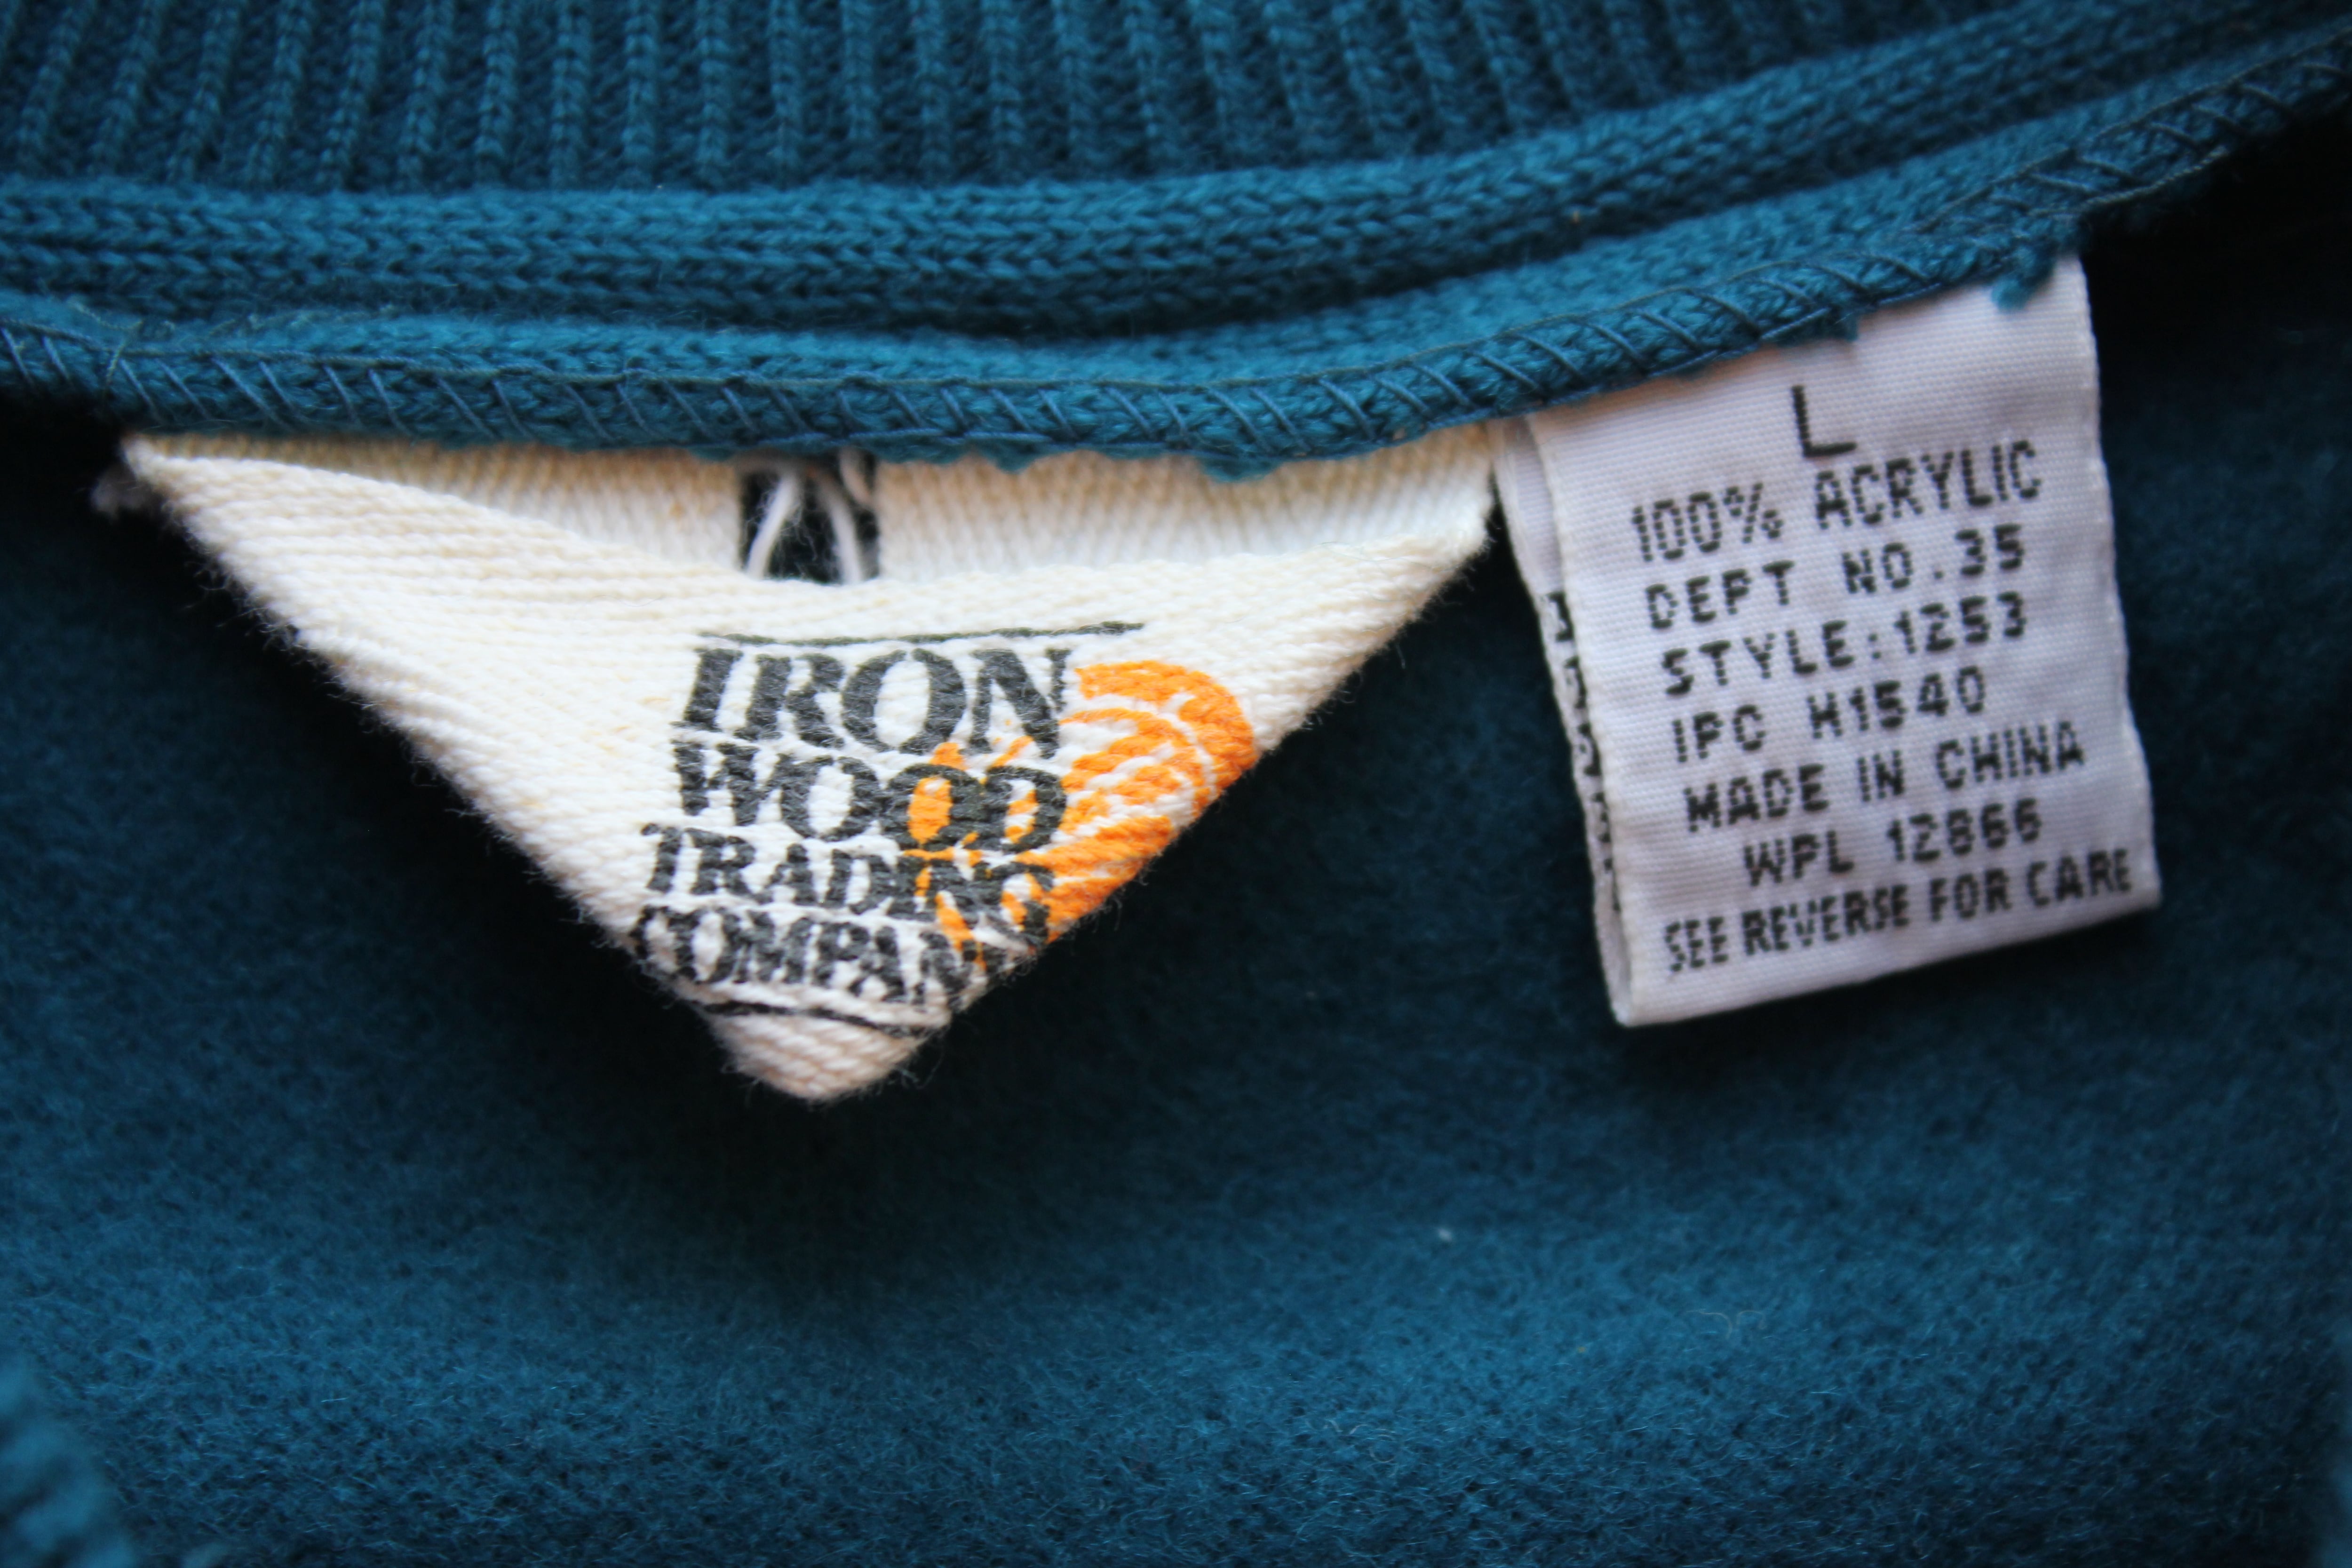 IRON
WOOD
TRADING
COMPANY
L
100% ACRYLIC
DEPT NO.35
STYLE:1253
IPC H1540
MADE IN CHINA
WPL 12866
SEE REVERSE FOR CARE